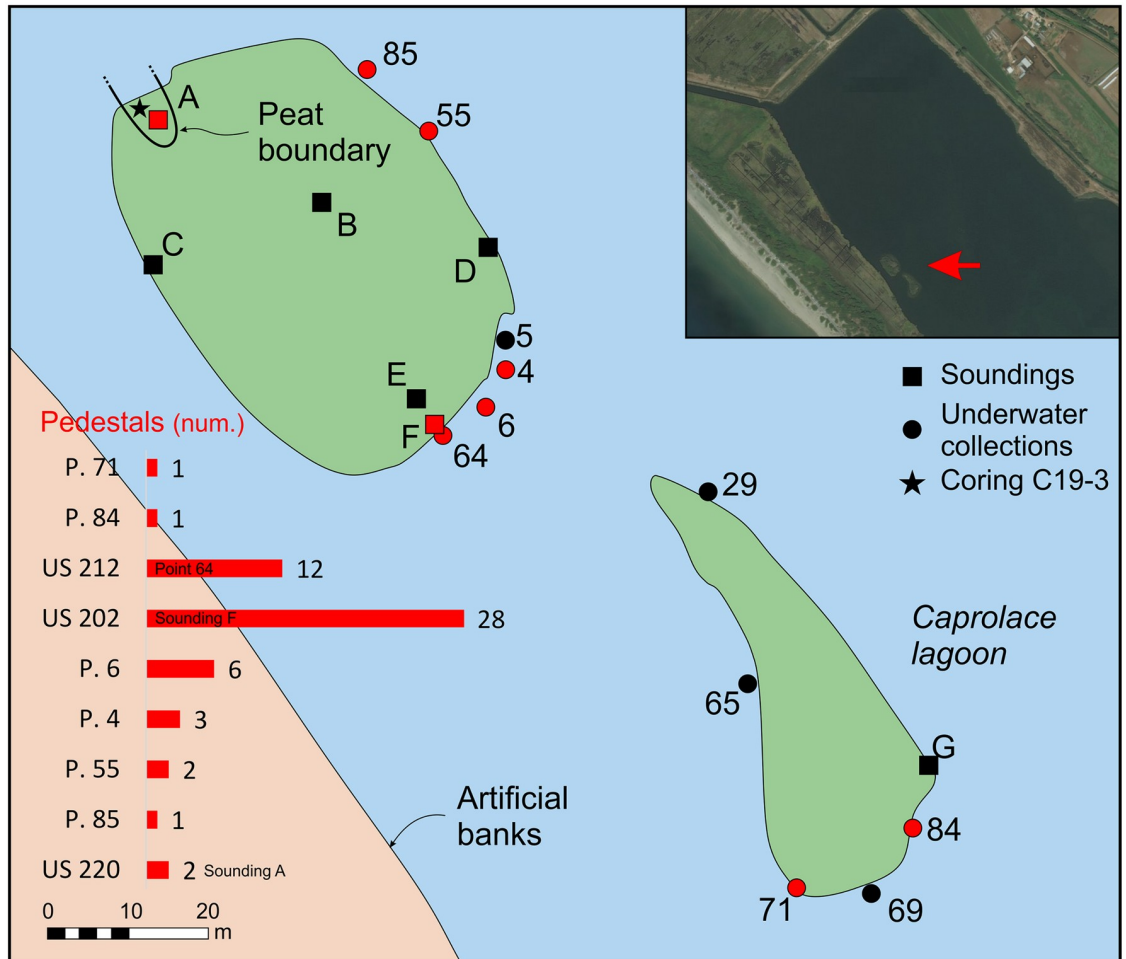 85
55
A
Peat
boundary
B
C
D
5
4
E
6
F
64
Soundings
Underwater
collections
Coring C19-3
Pedestals (num.)
P. 71 1
P. 84 1
US 212 Point 64 12
US 202 Sounding F 28
P. 6 6
P. 4 3
P. 55 2
P. 85 1
US 220 2 Sounding A
0 10 20
m
29
Caprolace
lagoon
65
G
Artificial
banks
84
71
69